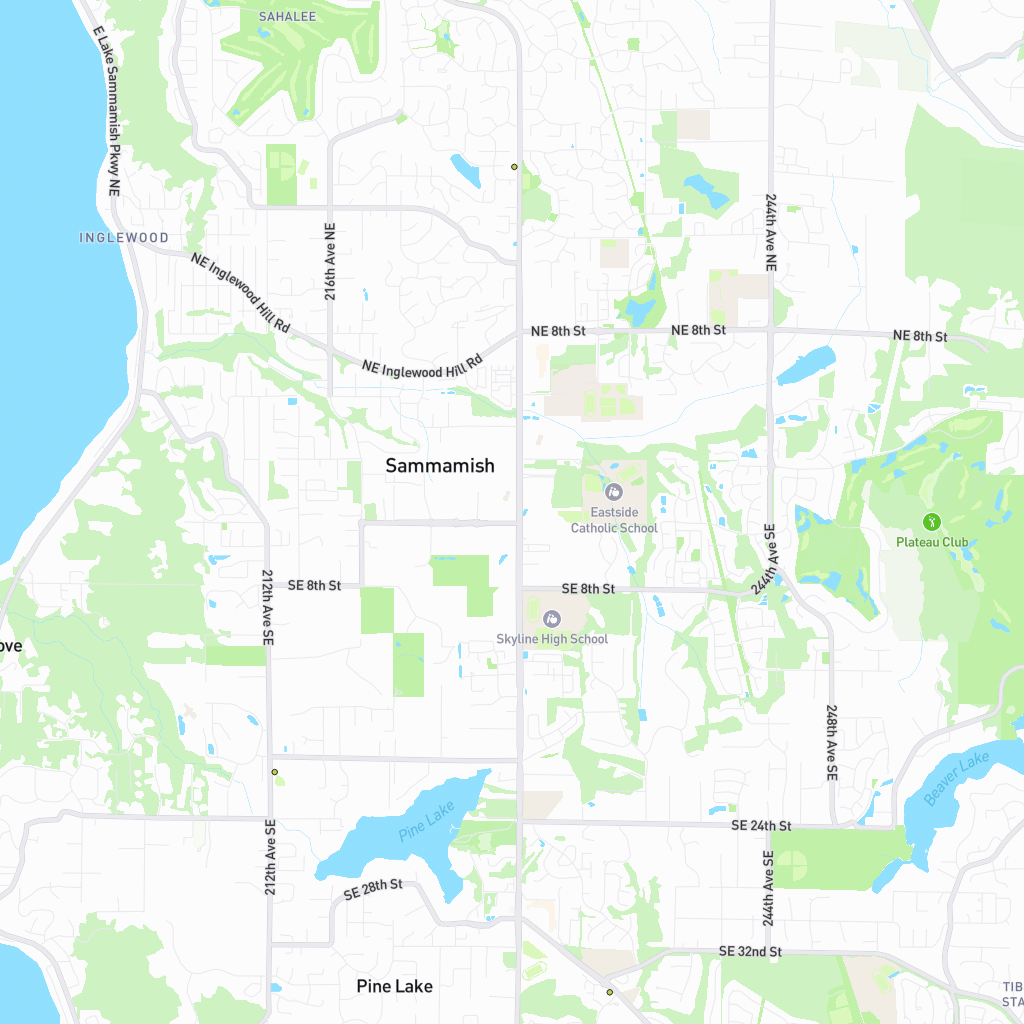 SAHALEE
E Lake Sammamish Pkwy NE
INGLEWOOD
NE Inglewood Hill Rd
216th Ave NE
244th Ave NE
NE 8th St
NE 8th St
NE 8th St
NE Inglewood Hill Rd
Sammamish
Eastside
Catholic School
Plateau Club
244th Ave SE
212th Ave SE
SE 8th St
SE 8th St
Skyline High School
ove
248th Ave SE
Beaver Lake
Pine Lake
SE 24th St
212th Ave SE
244th Ave SE
SE 28th St
SE 32nd St
Pine Lake
TIB
STA